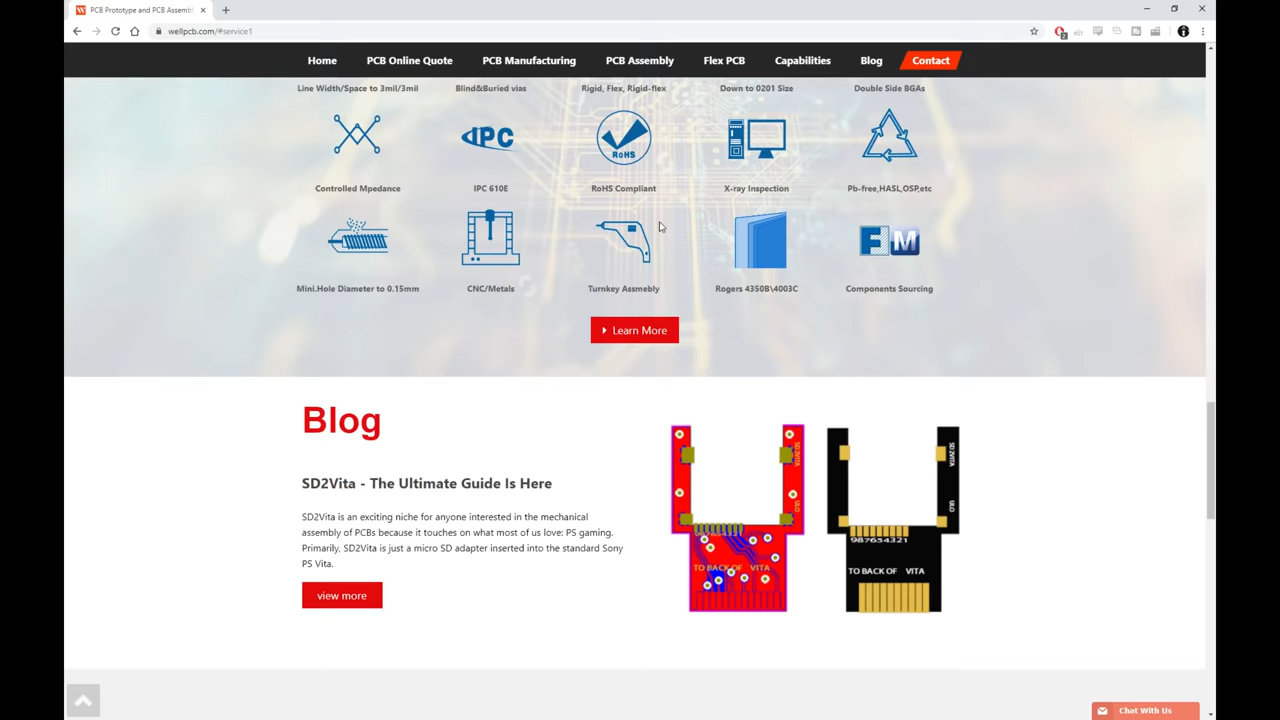 PCB Prototype and PCB Assembl
wellpcb.com/#service1
2
Home PCB Online Quote PCB Manufacturing PCB Assembly Flex PCB Capabilities Blog Contact
Line Width/Space to 3mil/3mil Blind&Buried vias Rigid, Flex, Rigid-flex Down to 0201 Size Double Side BGAs
IPC RoHS
Controlled Mpedance IPC 610E RoHS Compliant X-ray Inspection Pb-free,HASL,OSP,etc
FM
Mini.Hole Diameter to 0.15mm CNC/Metals Turnkey Assmebly Rogers 4350B\4003C Components Sourcing
Learn More
Blog
SD2Vita - The Ultimate Guide Is Here
SD2Vita is an exciting niche for anyone interested in the mechanical
assembly of PCBs because it touches on what most of us love: PS gaming.
Primarily, SD2Vita is just a micro SD adapter inserted into the standard Sony
PS Vita.
view more
SD2VITA
SD2VITA
987654321
987654321
TO BACK OF VITA
TO BACK OF VITA
Chat With Us